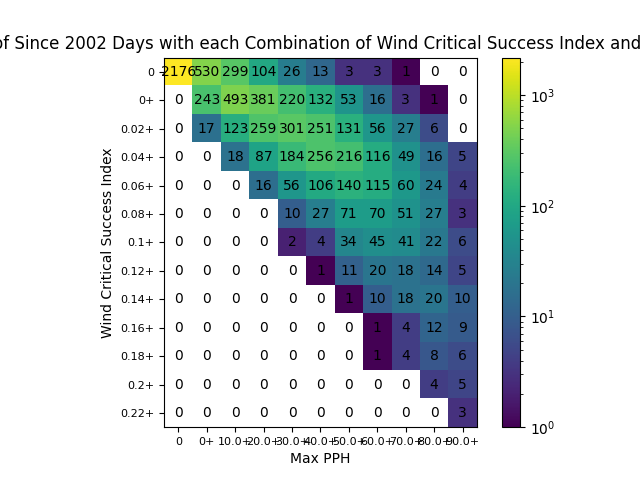 of Since 2002 Days with each Combination of Wind Critical Success Index and
0 2176 530 299 104 26 13 3 3 1 0 0
0+ 0 243 493 381 220 132 53 16 3 1 0
0.02+ 0 17 123 259 301 251 131 56 27 6 0
0.04+ 0 0 18 87 184 256 216 116 49 16 5
0.06+ 0 0 0 16 56 106 140 115 60 24 4
0.08+ 0 0 0 0 10 27 71 70 51 27 3
0.1+ 0 0 0 0 2 4 34 45 41 22 6
0.12+ 0 0 0 0 0 1 11 20 18 14 5
0.14+ 0 0 0 0 0 0 1 10 18 20 10
0.16+ 0 0 0 0 0 0 0 1 4 12 9
0.18+ 0 0 0 0 0 0 0 1 4 8 6
0.2+ 0 0 0 0 0 0 0 0 0 4 5
0.22+ 0 0 0 0 0 0 0 0 0 0 3
0 0+ 10.0+ 20.0+ 30.0+ 40.0+ 50.0+ 60.0+ 70.0+ 80.0+ 90.0+
Max PPH
Wind Critical Success Index
10³
10²
10¹
10⁰